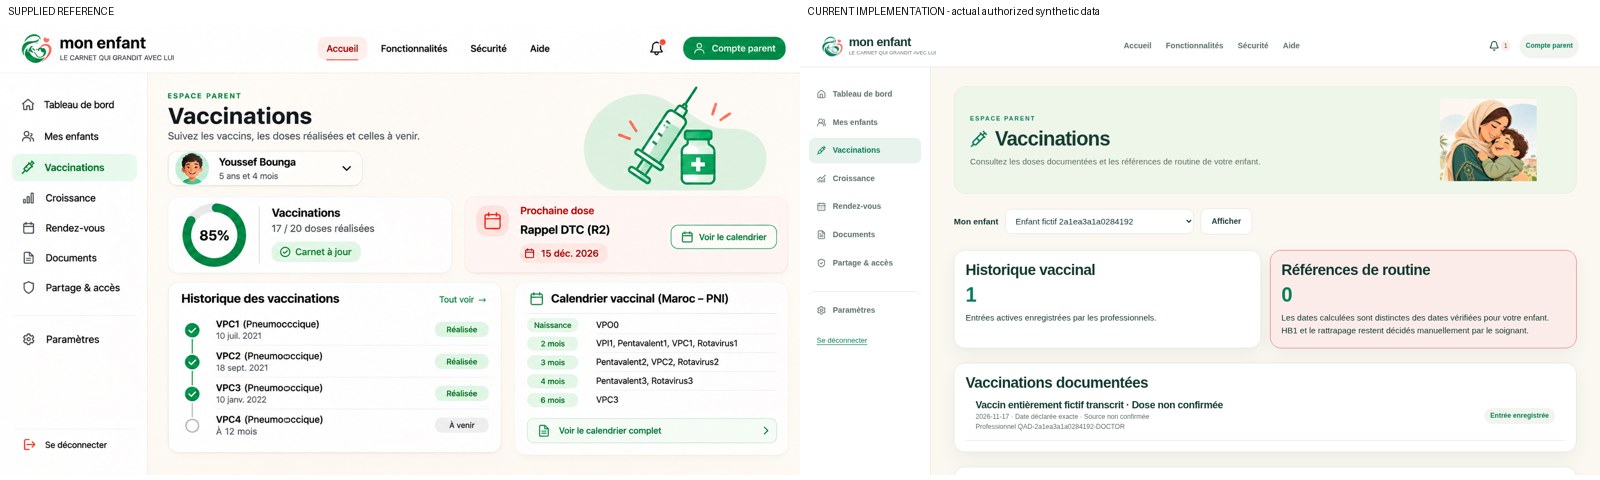 SUPPLIED REFERENCE
mon enfant
LE CARNET QUI GRANDIT AVEC LUI
Accueil
Fonctionnalités
Sécurité
Aide
Compte parent
Tableau de bord
Mes enfants
Vaccinations
Croissance
Rendez-vous
Documents
Partage & accès
Paramètres
Se déconnecter
ESPACE PARENT
Vaccinations
Suivez les vaccins, les doses réalisées et celles à venir.
Youssef Bounga
5 ans et 4 mois
85%
Vaccinations
17 / 20 doses réalisées
Carnet à jour
Prochaine dose
Rappel DTC (R2)
15 déc. 2026
Voir le calendrier
Historique des vaccinations
Tout voir →
VPC1 (Pneumocccique)
10 juil. 2021
Réalisée
VPC2 (Pneumococcique)
18 sept. 2021
Réalisée
VPC3 (Pneumococcique)
10 janv. 2022
Réalisée
VPC4 (Pneumococcique)
À 12 mois
À venir
Calendrier vaccinal (Maroc – PNI)
Naissance VPO0
2 mois VPI1, Pentavalent1, VPC1, Rotavirus1
3 mois Pentavalent2, VPC2, Rotavirus2
4 mois Pentavalent3, Rotavirus3
6 mois VPC3
Voir le calendrier complet
CURRENT IMPLEMENTATION - actual authorized synthetic data
mon enfant
LE CARNET QUI GRANDIT AVEC LUI
Accueil
Fonctionnalités
Sécurité
Aide
1
Compte parent
Tableau de bord
Mes enfants
Vaccinations
Croissance
Rendez-vous
Documents
Partage & accès
Paramètres
Se déconnecter
ESPACE PARENT
Vaccinations
Consultez les doses documentées et les références de routine de votre enfant.
Mon enfant
Enfant fictif 2a1ea3a1a0284192
Afficher
Historique vaccinal
1
Entrées actives enregistrées par les professionnels.
Références de routine
0
Les dates calculées sont distinctes des dates vérifiées pour votre enfant.
HB1 et le rattrapage restent décidés manuellement par le soignant.
Vaccinations documentées
Vaccin entièrement fictif transcrit · Dose non confirmée
2026-11-17 · Date déclarée exacte · Source non confirmée
Professionnel QAD-2a1ea3a1a0284192-DOCTOR
Entrée enregistrée